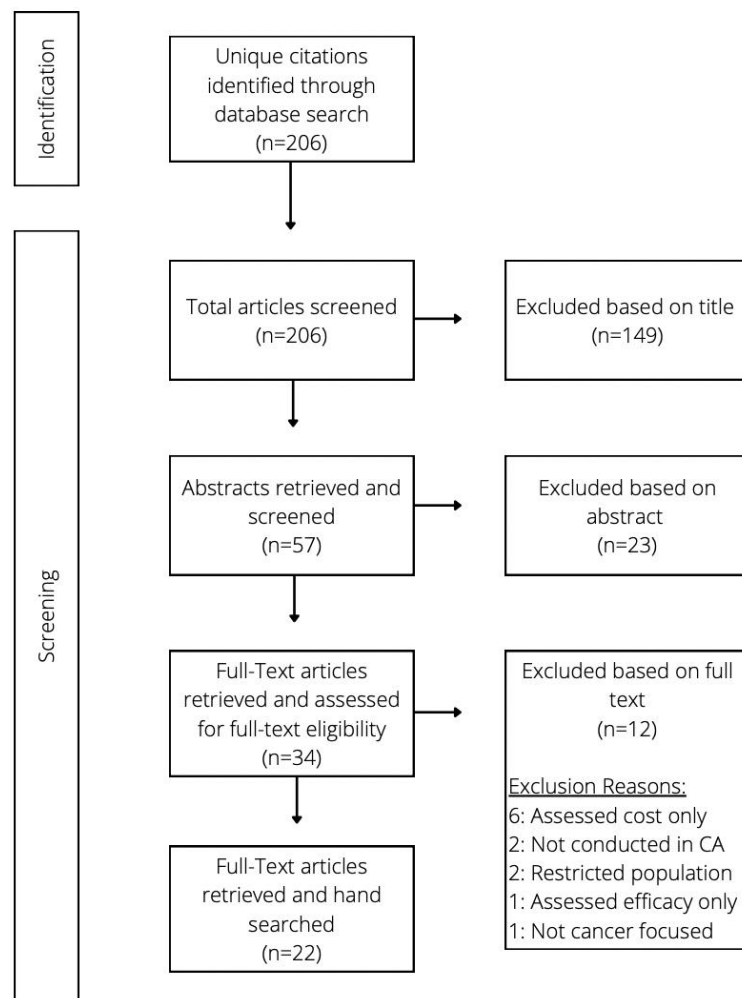 Identification
Unique citations
identified through
database search
(n=206)
Screening
Total articles screened
(n=206)
Excluded based on title
(n=149)
Abstracts retrieved and
screened
(n=57)
Excluded based on
abstract
(n=23)
Full-Text articles
retrieved and assessed
for full-text eligibility
(n=34)
Excluded based on full
text
(n=12)
Exclusion Reasons:
6: Assessed cost only
2: Not conducted in CA
2: Restricted population
1: Assessed efficacy only
1: Not cancer focused
Full-Text articles
retrieved and hand
searched
(n=22)